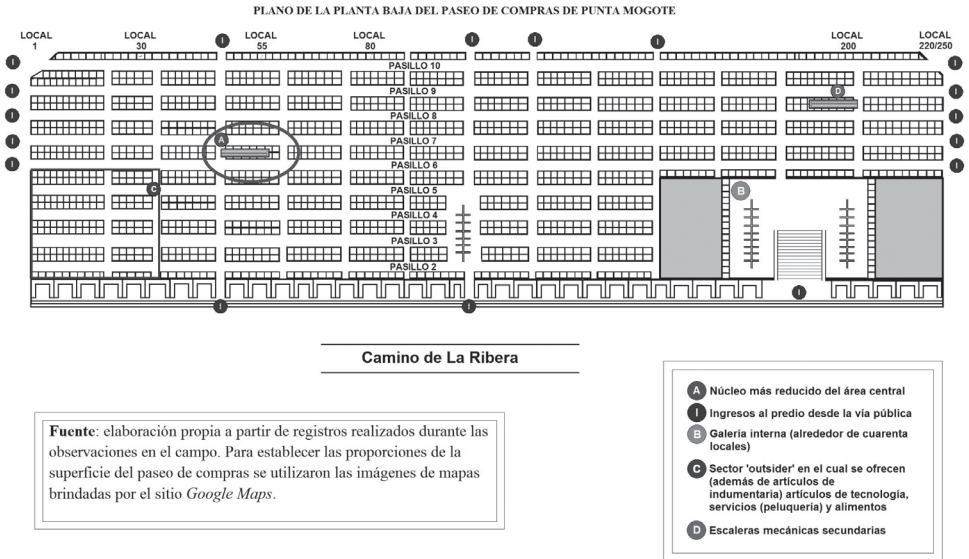 PLANO DE LA PLANTA BAJA DEL PASEO DE COMPRAS DE PUNTA MOGOTE
LOCAL
1
LOCAL
30
I
LOCAL
55
LOCAL
80
I
I
I
LOCAL
200
LOCAL
220/250
I
I
PASILLO 10
I
PASILLO 9
D
I
I
PASILLO 8
I
I
A
PASILLO 7
I
I
PASILLO 6
I
C
PASILLO 5
B
PASILLO 4
PASILLO 3
PASILLO 2
I
I
I
Camino de La Ribera
Fuente: elaboración propia a partir de registros realizados durante las
observaciones en el campo. Para establecer las proporciones de la
superficie del paseo de compras se utilizaron las imágenes de mapas
brindadas por el sitio Google Maps.
A Núcleo más reducido del área central
I Ingresos al predio desde la vía pública
B Galería interna (alrededor de cuarenta
locales)
C Sector 'outsider' en el cual se ofrecen
(además de artículos de
indumentaria) artículos de tecnología,
servicios (peluquería) y alimentos
D Escaleras mecánicas secundarias